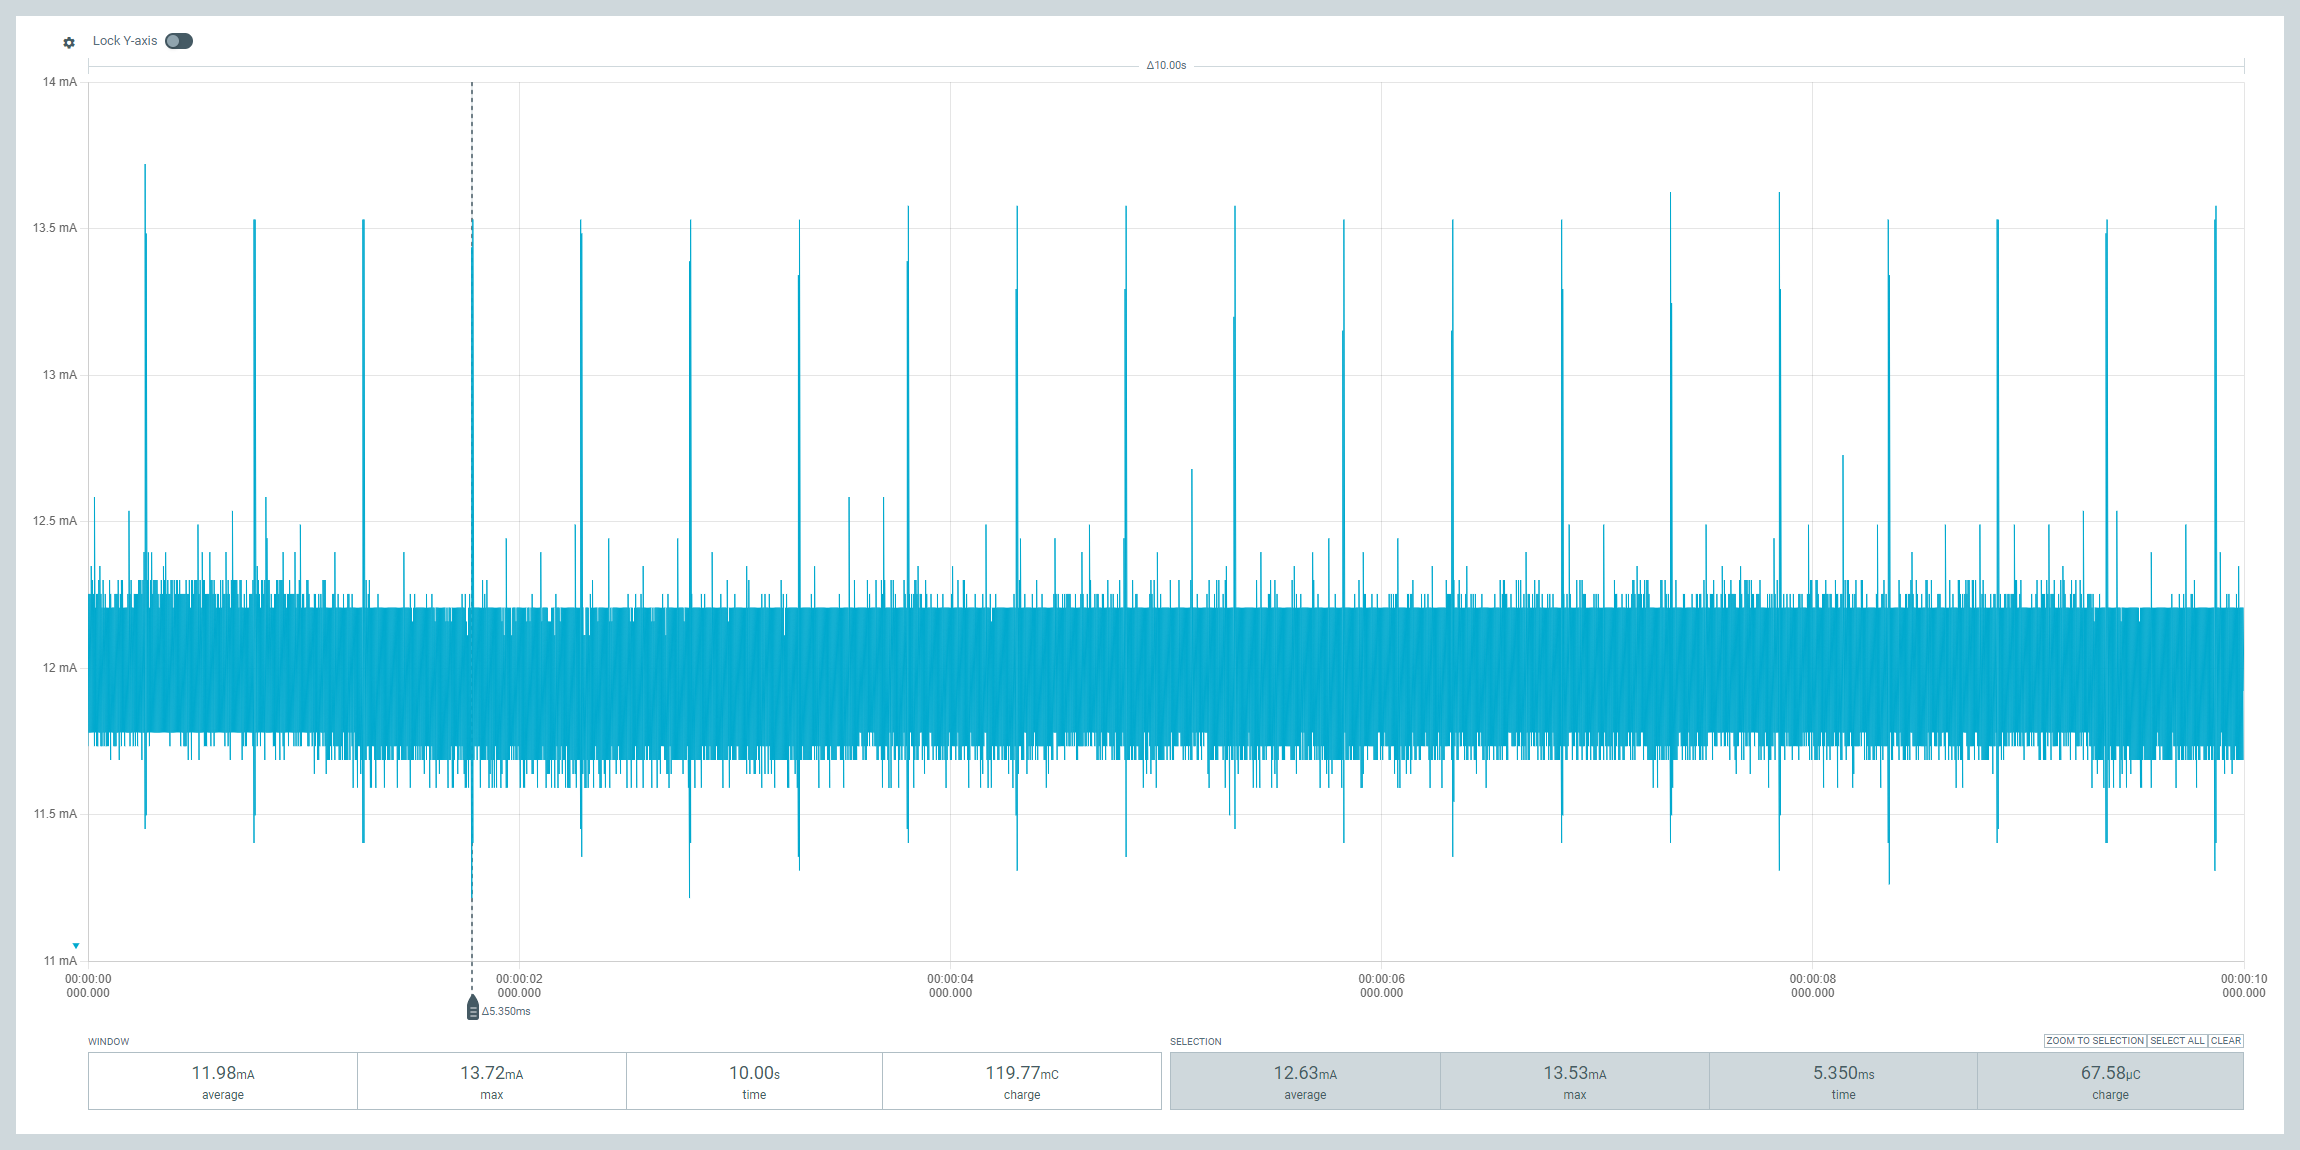 Lock Y-axis
Δ10.00s
14 mA
13.5 mA
13 mA
12.5 mA
12 mA
11.5 mA
11 mA
00:00:00 00:00:02 00:00:04 00:00:06 00:00:08 00:00:10
000.000 000.000 000.000 000.000 000.000 000.000
Δ5.350ms
WINDOW SELECTION ZOOM TO SELECTION SELECT ALL CLEAR
11.98mA 13.72mA 10.00s 119.77mC 12.63mA 13.53mA 5.350ms 67.58μC
average max time charge average max time charge